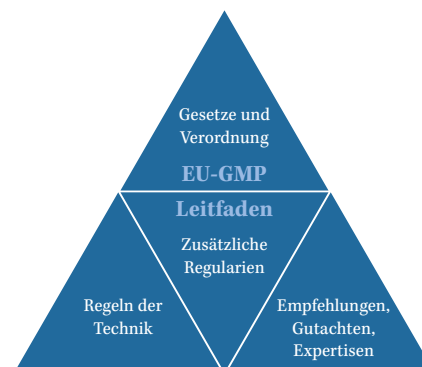 Gesetze und
Verordnung
EU-GMP
Leitfaden
Zusätzliche
Regularien
Regeln der
Technik
Empfehlungen,
Gutachten,
Expertisen